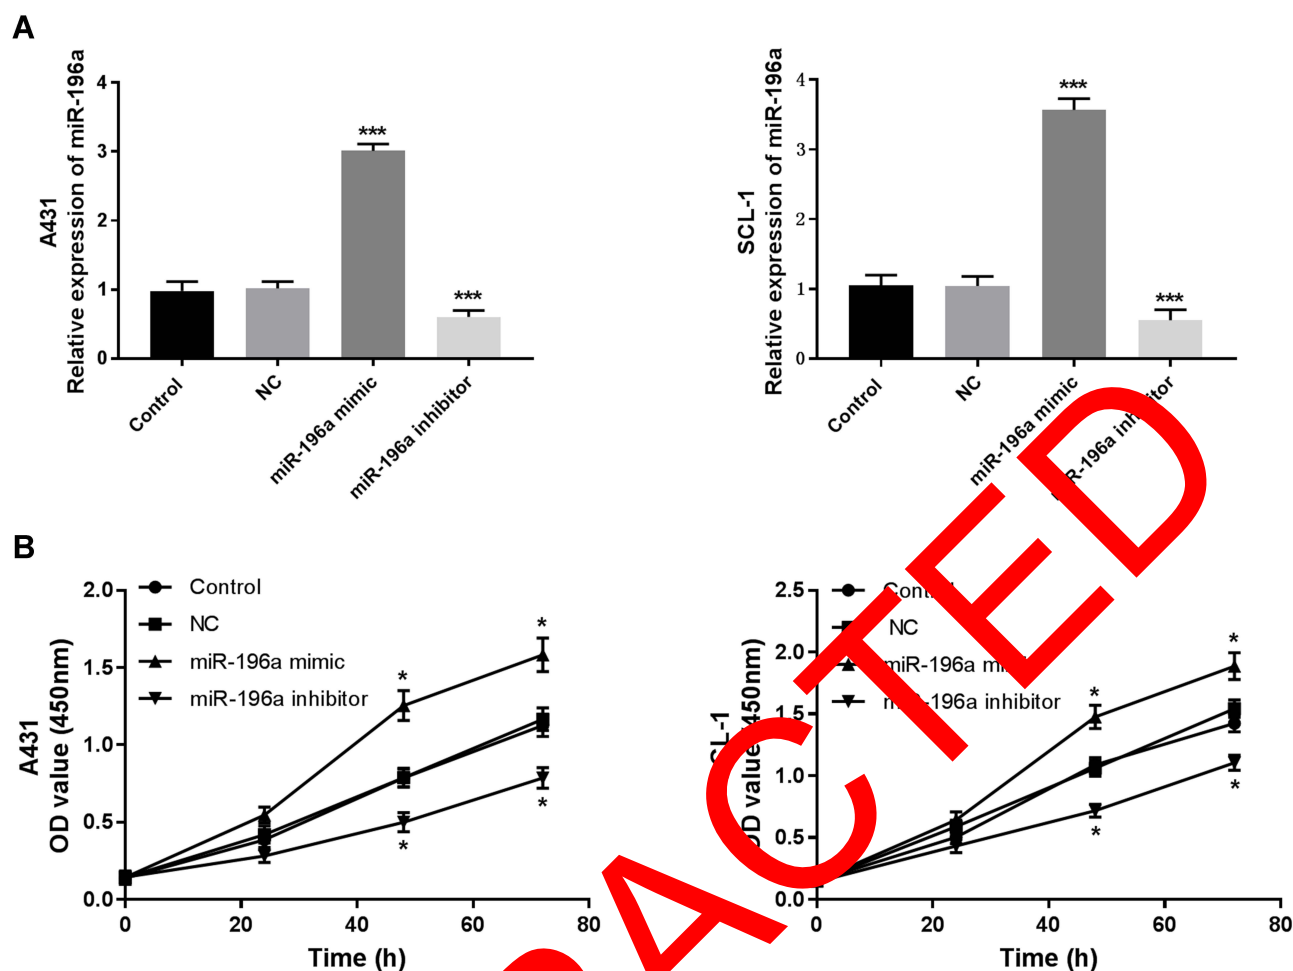 A
A431
Relative expression of miR-196a
4
3
2
1
0
***
***
Control
NC
miR-196a mimic
miR-196a inhibitor
SCL-1
Relative expression of miR-196a
4
3
2
1
0
***
***
Control
NC
miR-196a mimic
B
A431
OD value (450nm)
2.0
1.5
1.0
0.5
0.0
Control
NC
miR-196a mimic
miR-196a inhibitor
*
*
*
*
0
20
40
60
80
Time (h)
value (450nm)
2.5
2.0
1.5
1.0
0.5
0.0
NC
miR-196a inhibitor
*
*
*
*
0
20
40
60
80
Time (h)
ACTED